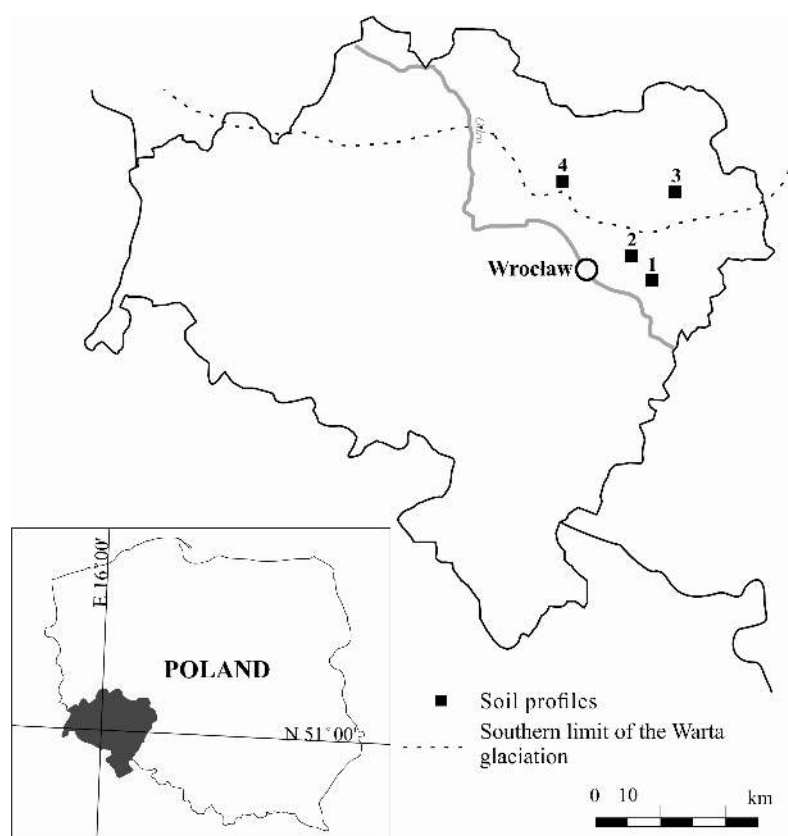 4
3
2
Wrocław
1
E 16°00'
POLAND
N 51°00'
Soil profiles
Southern limit of the Warta
glaciation
0 10 km